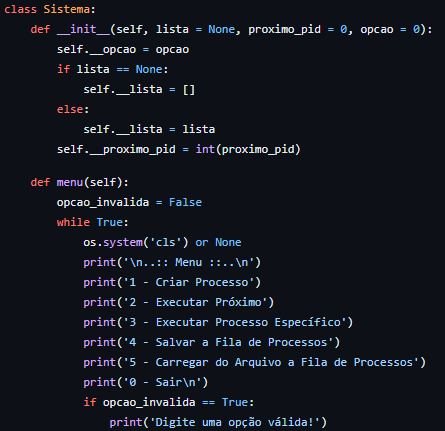 class Sistema:
    def __init__(self, lista = None, proximo_pid = 0, opcao = 0):
        self.__opcao = opcao
        if lista == None:
            self.__lista = []
        else:
            self.__lista = lista
        self.__proximo_pid = int(proximo_pid)

    def menu(self):
        opcao_invalida = False
        while True:
            os.system('cls') or None
            print('\n..:: Menu ::..\n')
            print('1 - Criar Processo')
            print('2 - Executar Próximo')
            print('3 - Executar Processo Específico')
            print('4 - Salvar a Fila de Processos')
            print('5 - Carregar do Arquivo a Fila de Processos')
            print('0 - Sair\n')
            if opcao_invalida == True:
                print('Digite uma opção válida!')